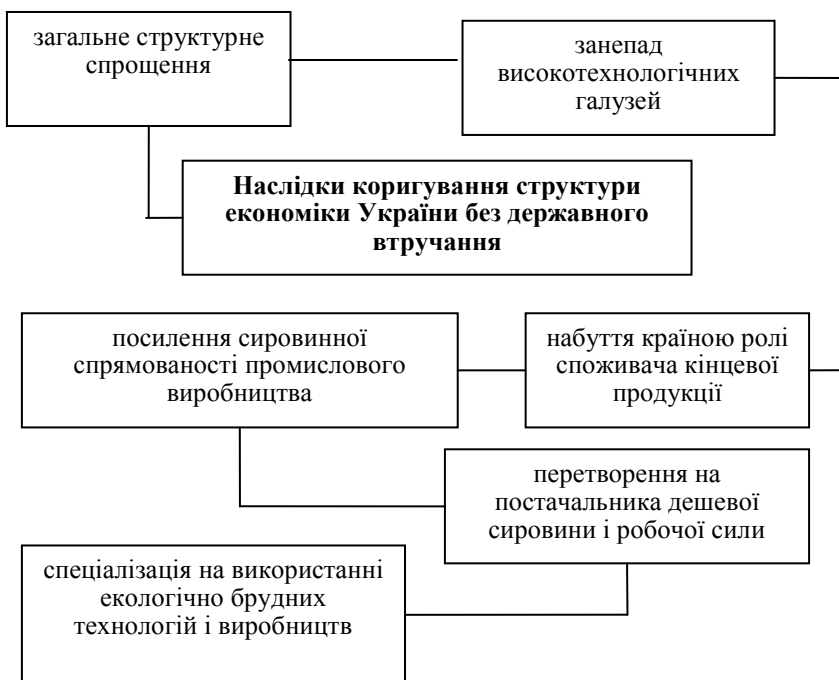 загальне структурне
спрощення
занепад
високотехнологічних
галузей
Наслідки коригування структури
економіки України без державного
втручання
посилення сировинної
спрямованості промислового
виробництва
набуття країною ролі
споживача кінцевої
продукції
перетворення на
постачальника дешевої
сировини і робочої сили
спеціалізація на використанні
екологічно брудних
технологій і виробництв